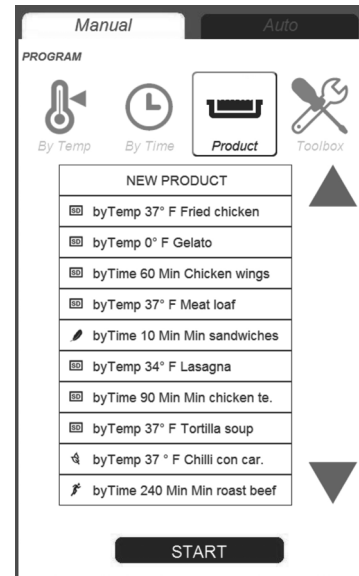 Manual Auto
PROGRAM
By Temp By Time Product Toolbox
NEW PRODUCT
SD byTemp 37° F Fried chicken
SD byTemp 0° F Gelato
SD byTime 60 Min Chicken wings
SD byTemp 37° F Meat loaf
byTime 10 Min Min sandwiches
SD byTemp 34° F Lasagna
SD byTime 90 Min Min chicken te.
SD byTemp 37° F Tortilla soup
byTemp 37 ° F Chilli con car.
byTime 240 Min Min roast beef
START